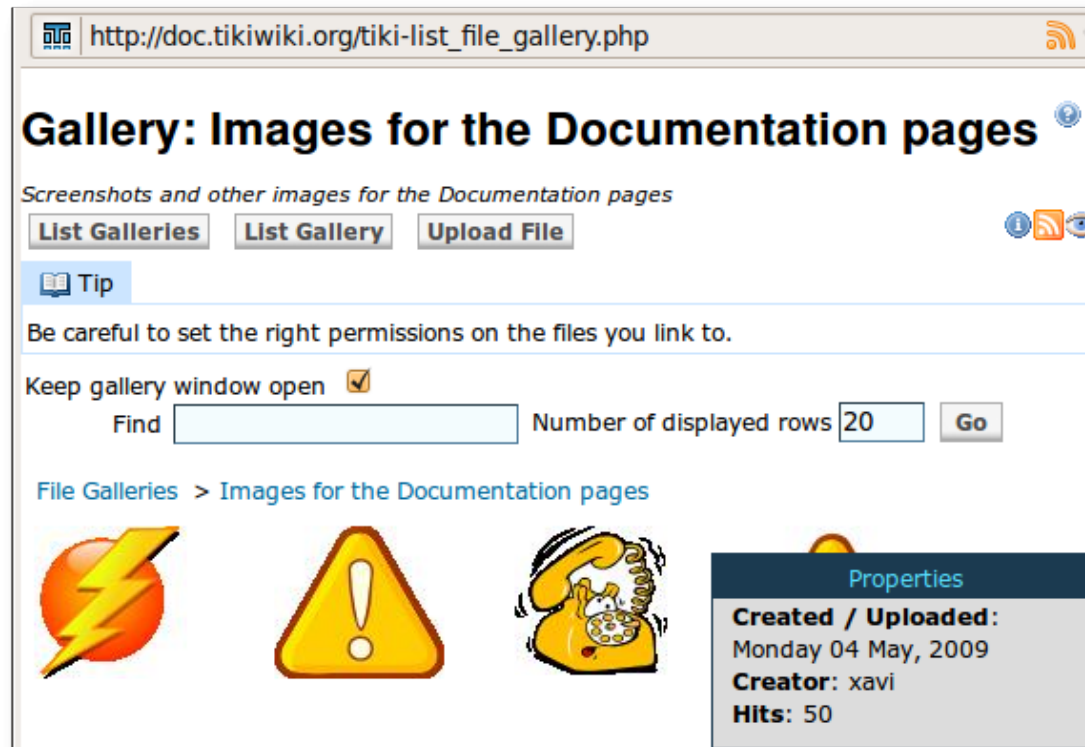 http://doc.tikiwiki.org/tiki-list_file_gallery.php
Gallery: Images for the Documentation pages
Screenshots and other images for the Documentation pages
List Galleries List Gallery Upload File
Tip
Be careful to set the right permissions on the files you link to.
Keep gallery window open
Find Number of displayed rows 20 Go
File Galleries > Images for the Documentation pages
Properties
Created / Uploaded:
Monday 04 May, 2009
Creator: xavi
Hits: 50